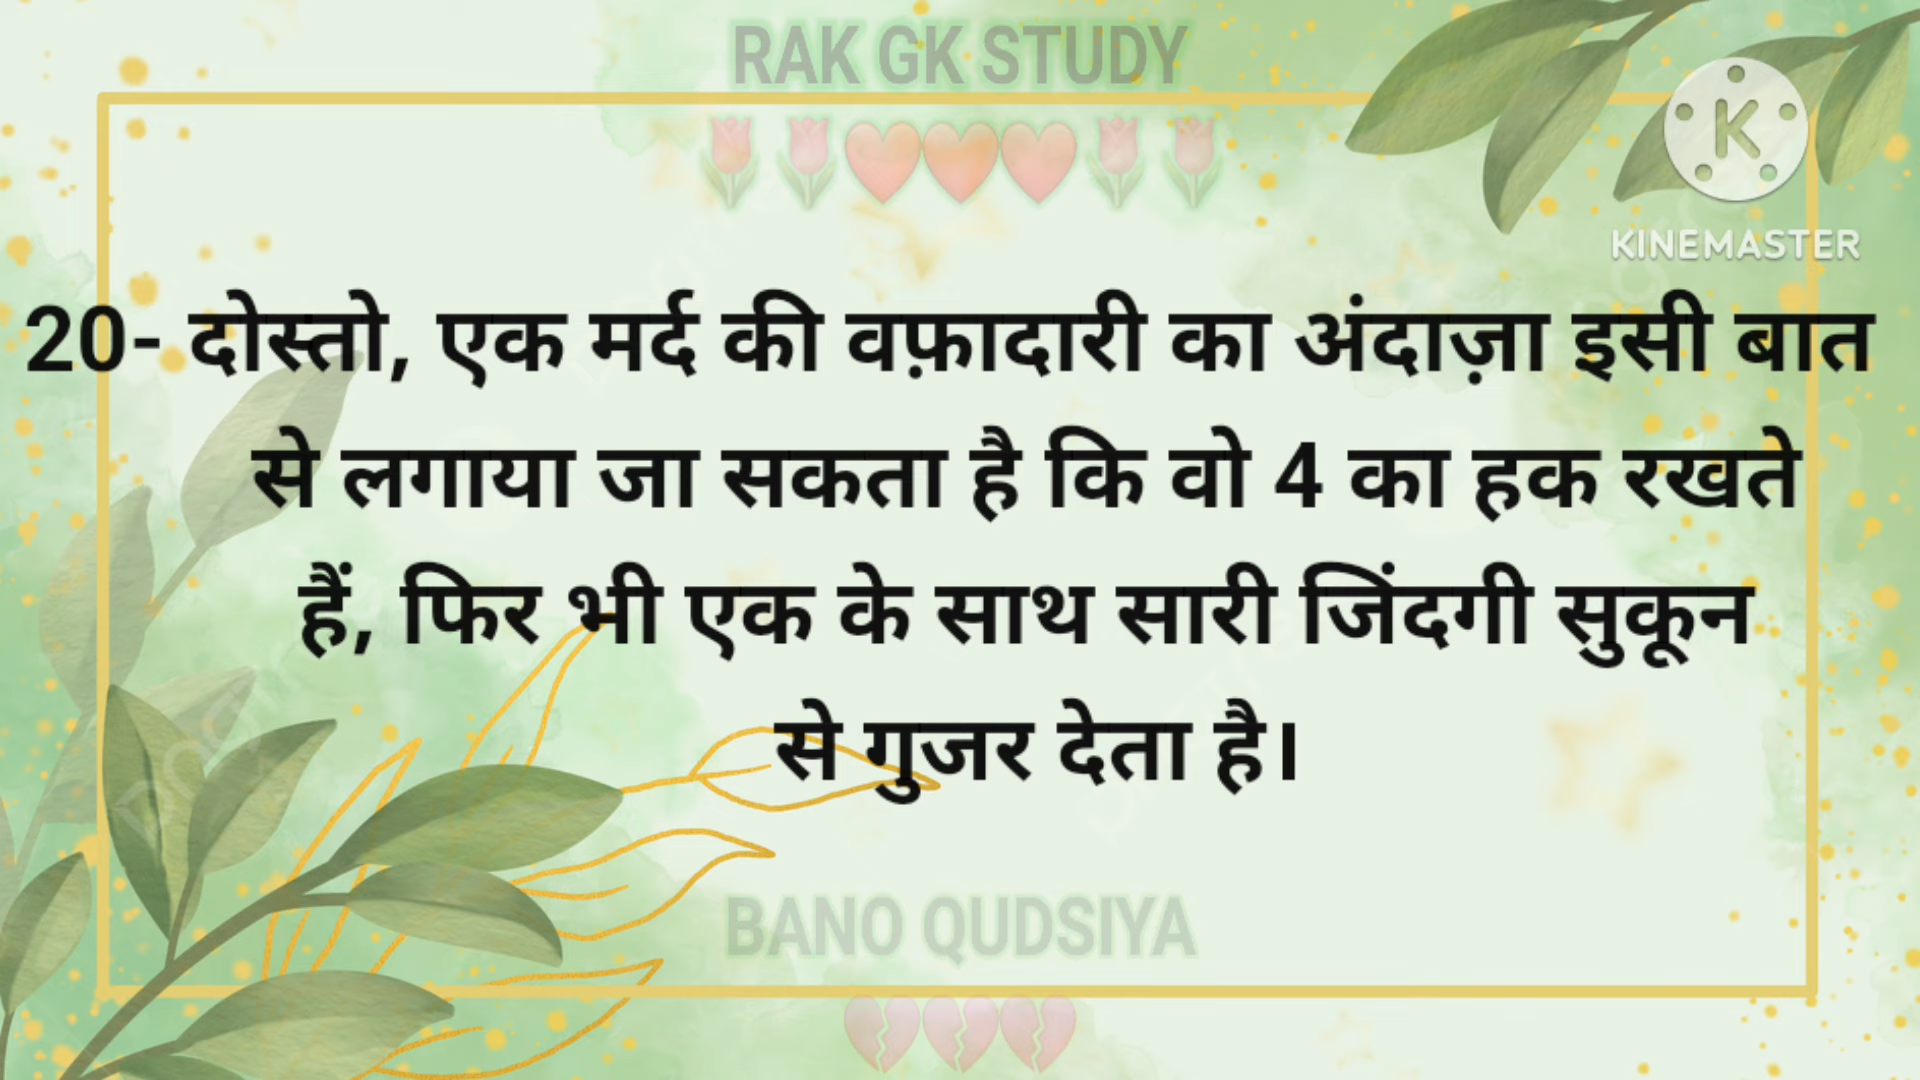 RAK GK STUDY
KINEMASTER
20- दोस्तो, एक मर्द की वफ़ादारी का अंदाज़ा इसी बात
से लगाया जा सकता है कि वो 4 का हक रखते
हैं, फिर भी एक के साथ सारी जिंदगी सुकून
से गुजर देता है।
BANO QUDSIYA